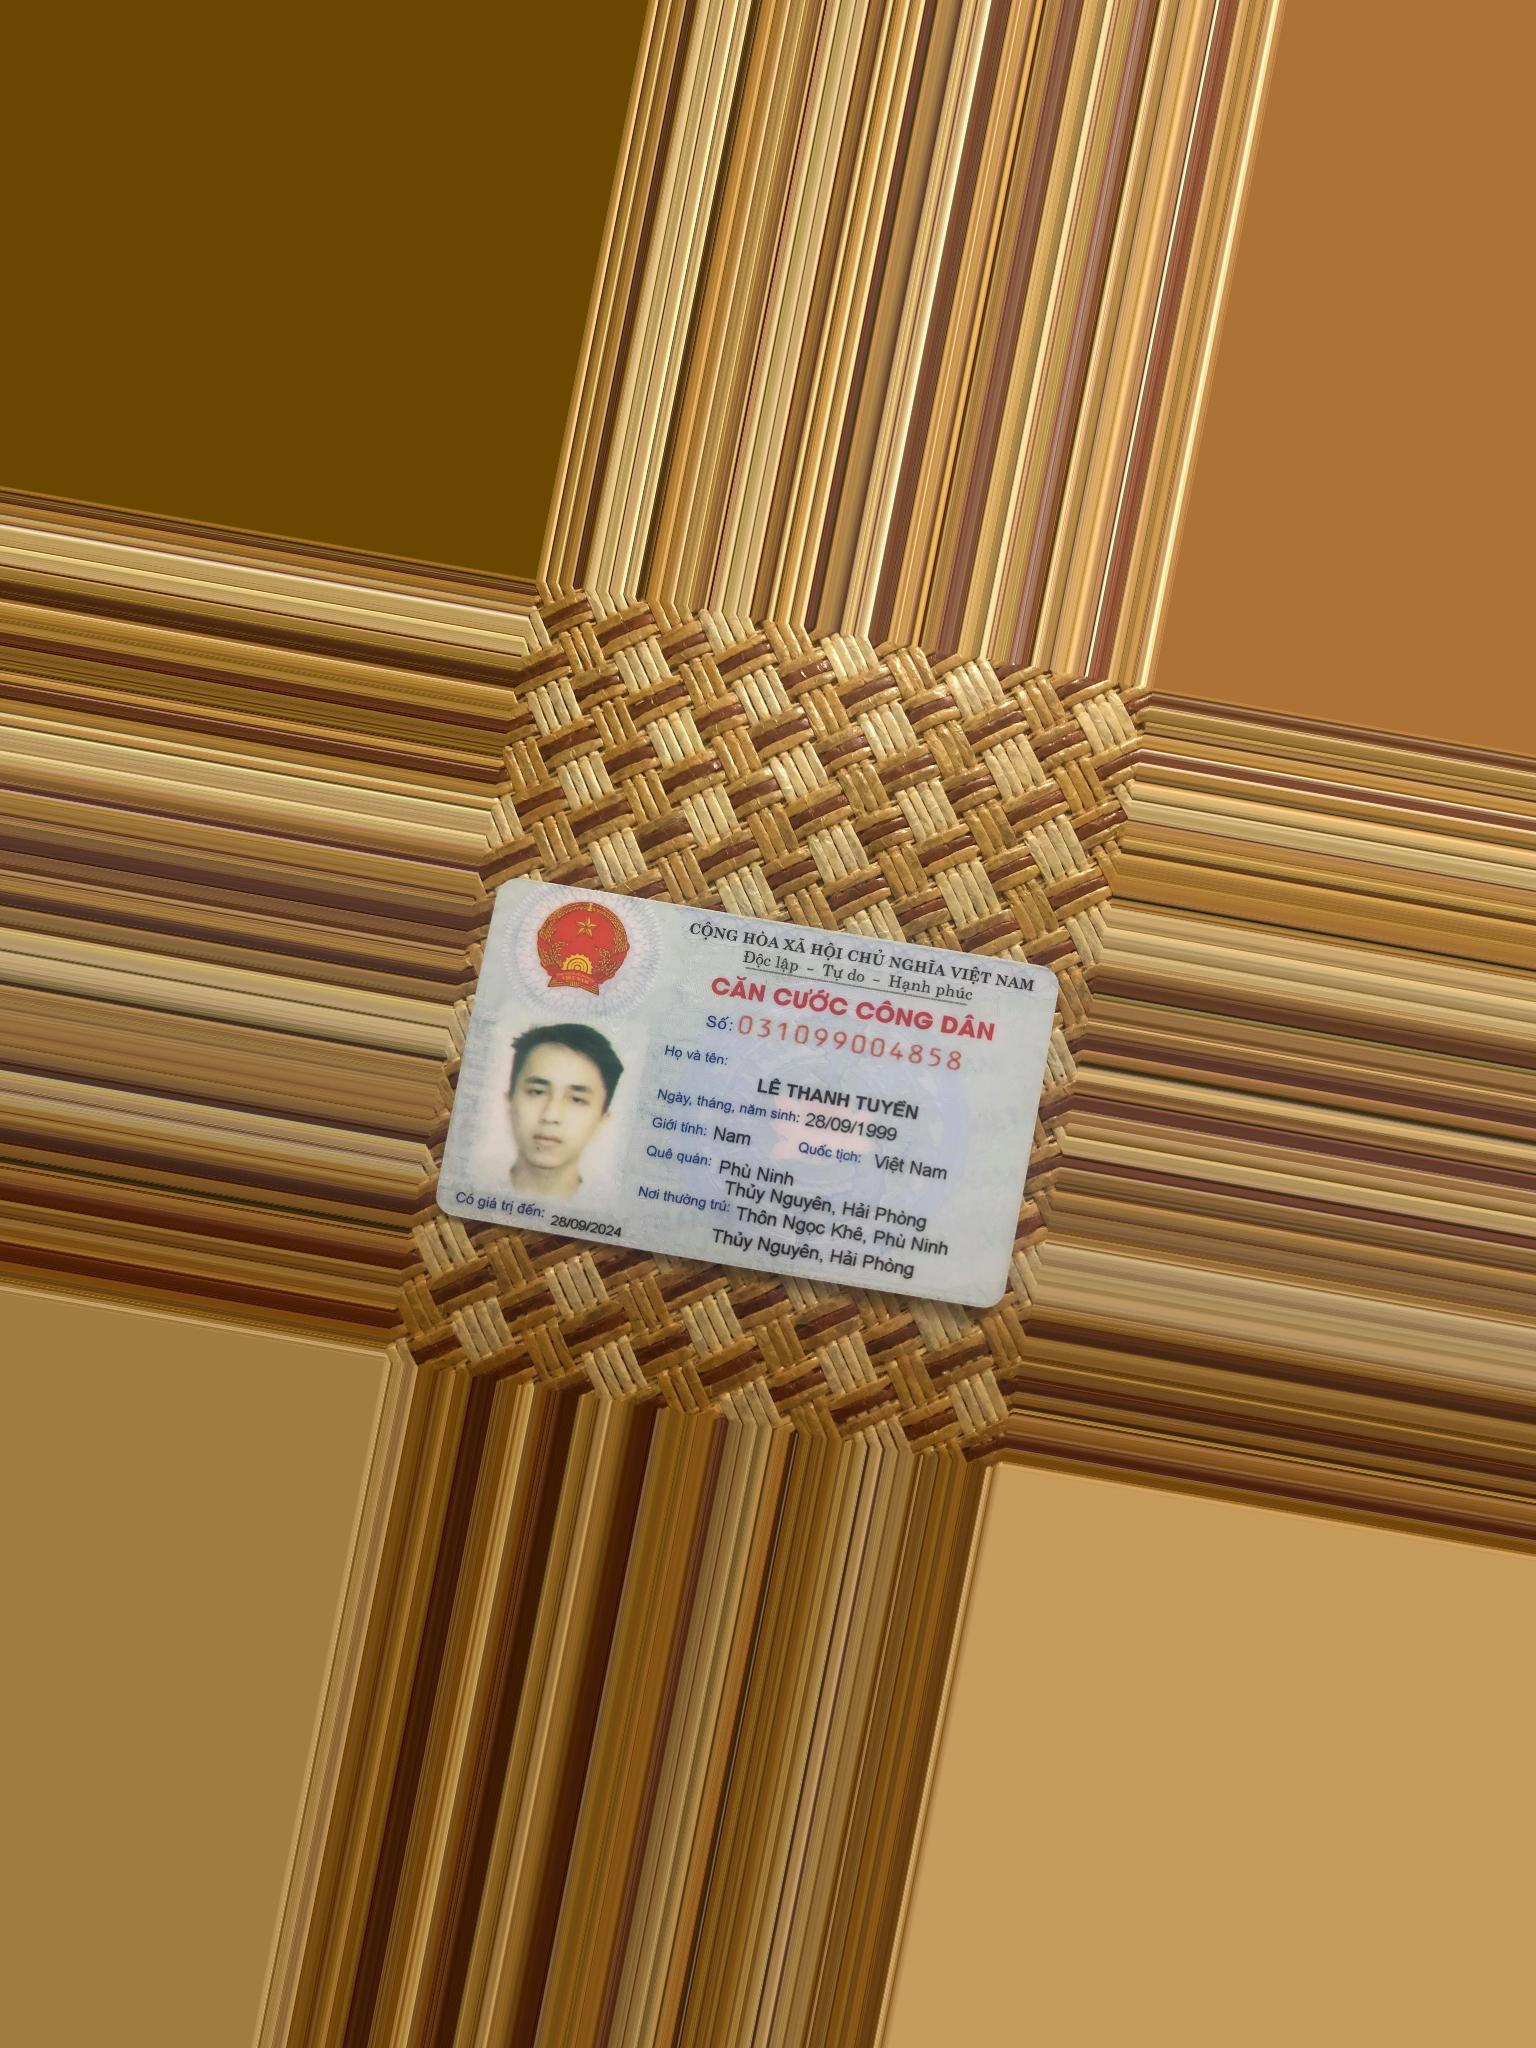 CỘNG HÒA XÃ HỘI CHỦ NGHĨA VIỆT NAM
Độc lập - Tự do - Hạnh phúc
CĂN CƯỚC CÔNG DÂN
Số: 031099004858
Họ và tên:
LÊ THANH TUYỂN
Ngày, tháng, năm sinh: 28/09/1999
Giới tính: Nam Quốc tịch: Việt Nam
Quê quán: Phù Ninh
Thủy Nguyên, Hải Phòng
Nơi thường trú: Thôn Ngọc Khê, Phù Ninh
Thủy Nguyên, Hải Phòng
Có giá trị đến: 28/09/2024